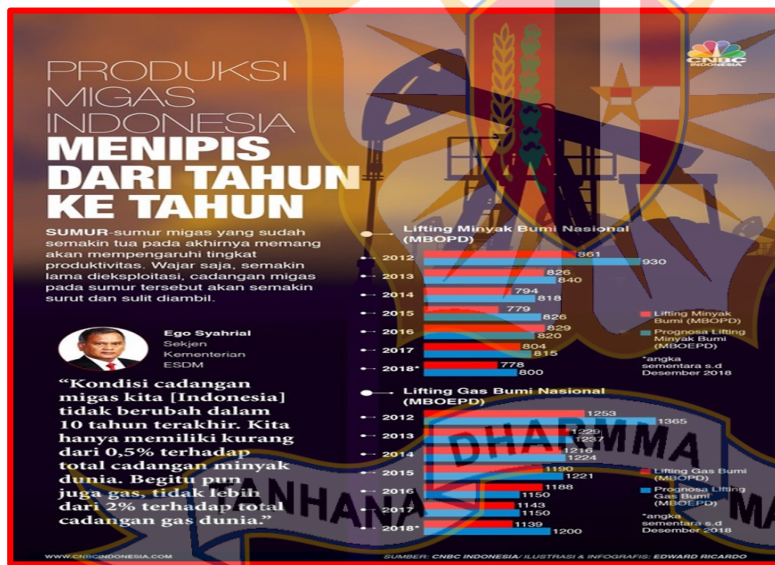 CNBC
INDONESIA
PRODUKSI
MIGAS
INDONESIA
MENIPIS
DARI TAHUN
KE TAHUN
SUMUR-sumur migas yang sudah
semakin tua pada akhirnya memang
akan mempengaruhi tingkat
produktivitas. Wajar saja, semakin
lama dieksploitasi, cadangan migas
pada sumur tersebut akan semakin
surut dan sulit diambil.
Ego Syahrial
Sekjen
Kementerian
ESDM
“Kondisi cadangan
migas kita [Indonesia]
tidak berubah dalam
10 tahun terakhir. Kita
hanya memiliki kurang
dari 0,5% terhadap
total cadangan minyak
dunia. Begitu pun
juga gas, tidak lebih
dari 2% terhadap total
cadangan gas dunia.”
Lifting Minyak Bumi Nasional
(MBOPD)
2012 861
930
2013 826
840
2014 794
818
2015 779
826
2016 829
820
2017 804
815
2018* 778
800
Lifting Minyak
Bumi (MBOPD)
Prognosa Lifting
Minyak Bumi
(MBOEPD)
*angka
sementara s.d
Desember 2018
Lifting Gas Bumi Nasional
(MBOEPD)
2012 1253
1365
2013 1229
1237
2014 1216
1224
2015 1190
1221
2016 1188
1150
2017 1143
1150
2018* 1139
1200
Lifting Gas Bumi
(MBOPD)
Prognosa Lifting
Gas Bumi
(MBOEPD)
*angka
sementara s.d
Desember 2018
TANHANA DHARMMA MA
WWW.CNBCINDONESIA.COM
SUMBER: CNBC INDONESIA/ ILUSTRASI & INFOGRAFIS: EDWARD RICARDO